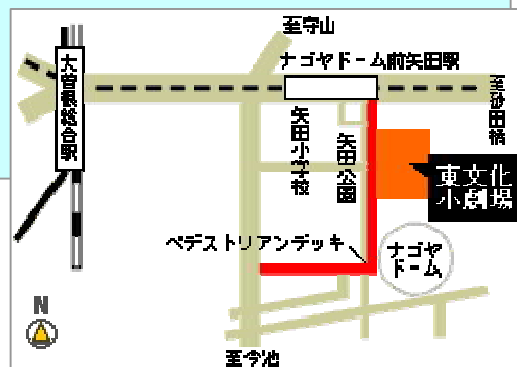 至守山
ナゴヤドーム前矢田駅
大曽根総合駅
至砂田橋
矢田小学校
矢田公園
東文化
小劇場
ペデストリアンデッキ
ナゴヤ
ドーム
N
至今池